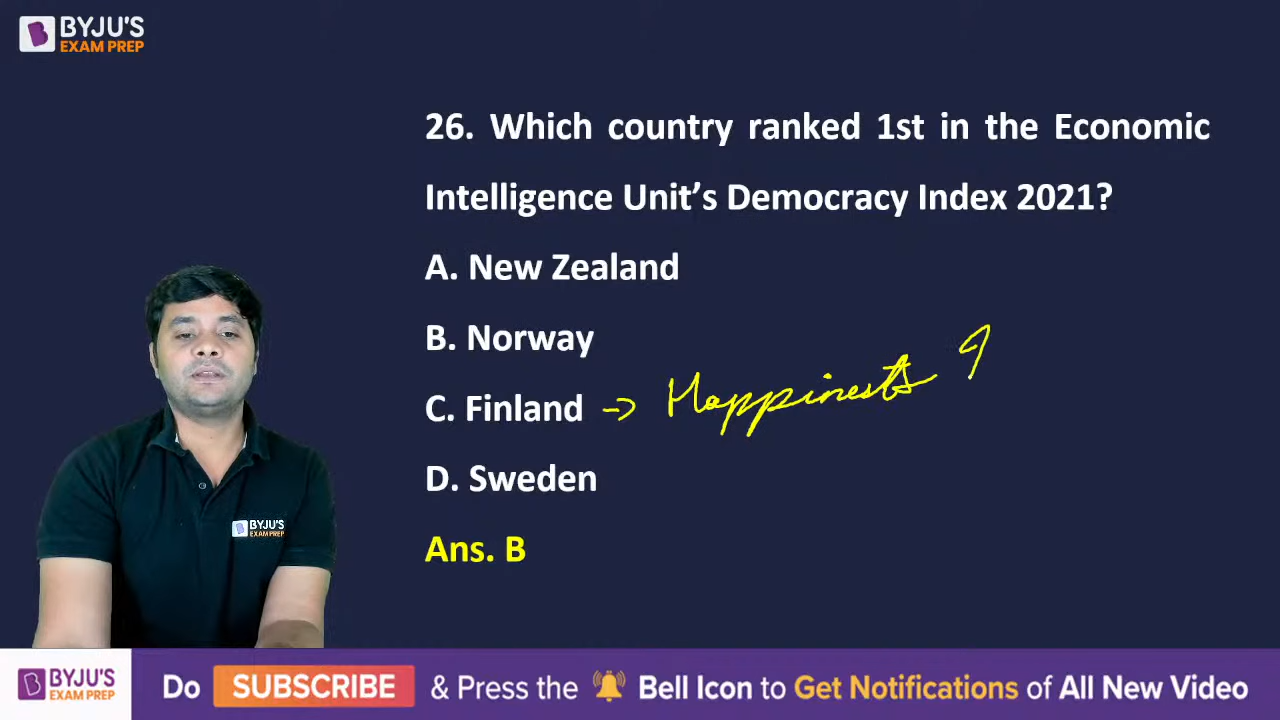 BYJU'S
EXAM PREP
26. Which country ranked 1st in the Economic
Intelligence Unit's Democracy Index 2021?
A. New Zealand
B. Norway
C. Finland → Happiness
D. Sweden
Ans. B
BYJU'S
EXAM PREP
BYJU'S
EXAM PREP
Do SUBSCRIBE & Press the Bell Icon to Get Notifications of All New Video